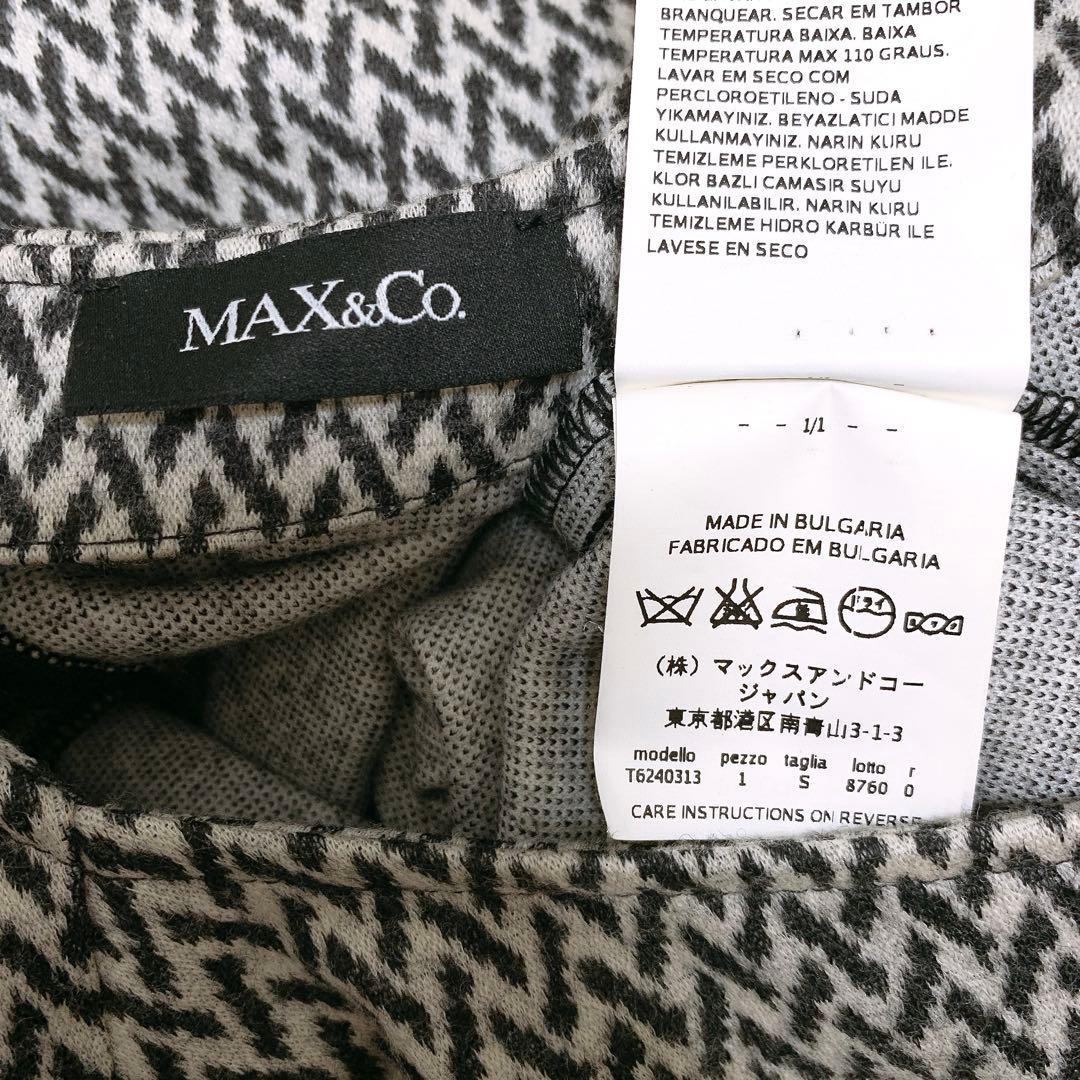 BRANQUEAR. SECAR EM TAMBOR
TEMPERATURA BAIXA. BAIXA
TEMPERATURA MAX 110 GRAUS.
LAVAR EM SECO COM
PERCLOROETILENO - SUDA
YIKAMAYINIZ. BEYAZLATICI MADDE
KULLANMAYINIZ. NARIN KURU
TEMIZLEME PERKLORETILEN ILE.
KLOR BAZLI CAMASIR SUYU
KULLANILABILIR. NARIN KURU
TEMIZLEME HIDRO KARBÜR ILE
LAVESE EN SECO
MAX&Co.
- - 1/1 - -
MADE IN BULGARIA
FABRICADO EM BULGARIA
ドライ
(株) マックスアンドコー
ジャパン
東京都港区南青山3-1-3
modello pezzo taglia lotto r
T6240313 1 S 8760 0
CARE INSTRUCTIONS ON REVERSE